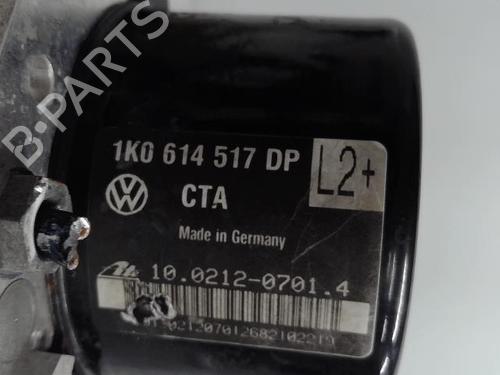 B-PARTS
1K0 614 517 DP
L2+
CTA
Made in Germany
10.0212-0701.4